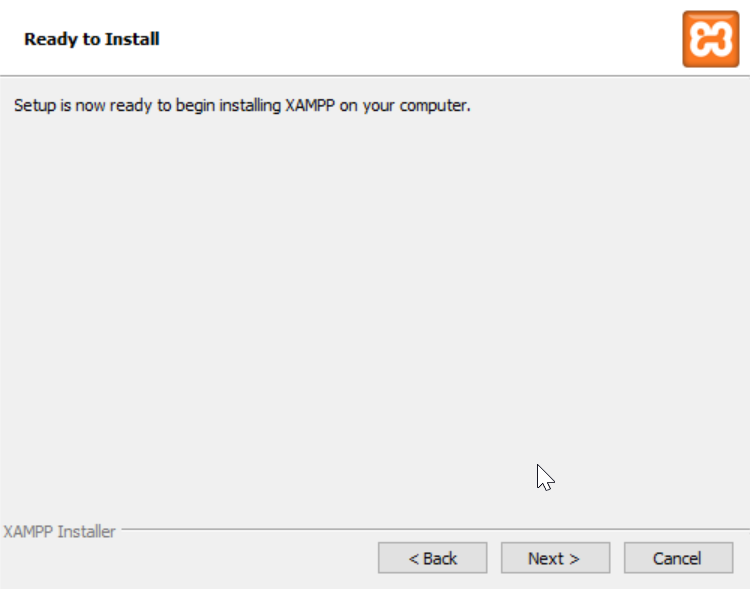 Ready to Install
Setup is now ready to begin installing XAMPP on your computer.
XAMPP Installer
< Back
Next >
Cancel